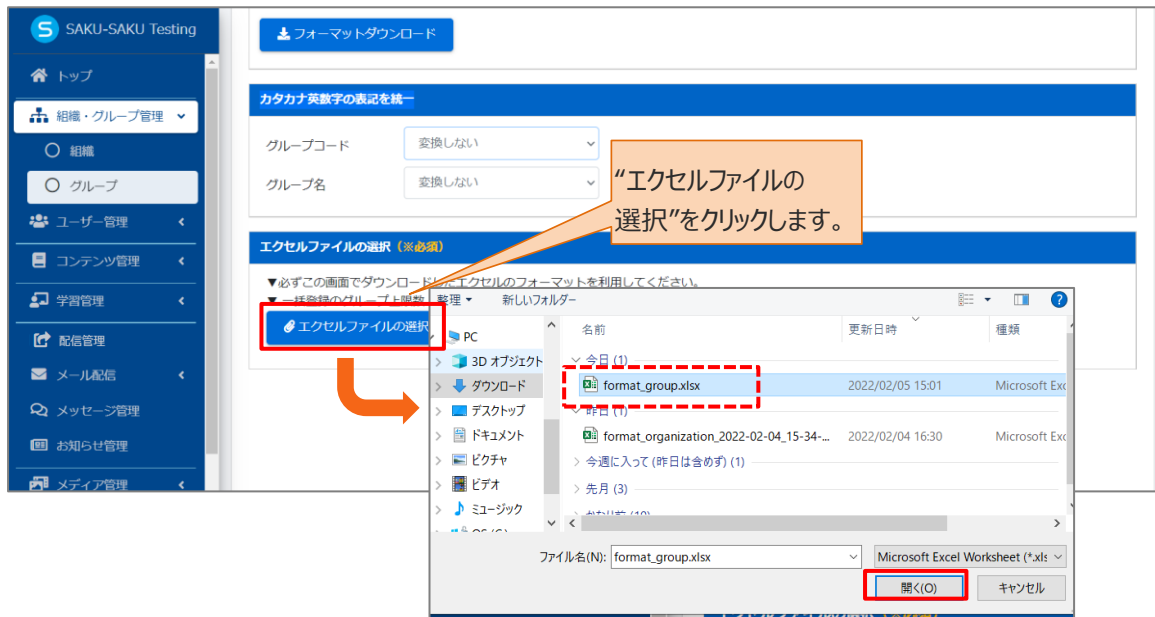 SAKU-SAKU Testing
トップ
組織・グループ管理
組織
グループ
ユーザー管理
コンテンツ管理
学習管理
配信管理
メール配信
メッセージ管理
お知らせ管理
メディア管理
フォーマットダウンロード
カタカナ英数字の表記を統一
グループコード
変換しない
グループ名
変換しない
“エクセルファイルの
選択”をクリックします。
エクセルファイルの選択（※必須）
▼必ずこの画面でダウンロードしたエクセルのフォーマットを利用してください。
▼ 一括登録のグループ上限数
エクセルファイルの選択
整理
新しいフォルダー
PC
3D オブジェクト
ダウンロード
デスクトップ
ドキュメント
ピクチャ
ビデオ
ミュージック
名前
更新日時
種類
今日 (1)
format_group.xlsx
2022/02/05 15:01
Microsoft Exc
昨日 (1)
format_organization_2022-02-04_15-34-...
2022/02/04 16:30
Microsoft Exc
今週に入って (昨日は含めず) (1)
先月 (3)
ファイル名(N):
format_group.xlsx
Microsoft Excel Worksheet (*.xls
開く(O)
キャンセル